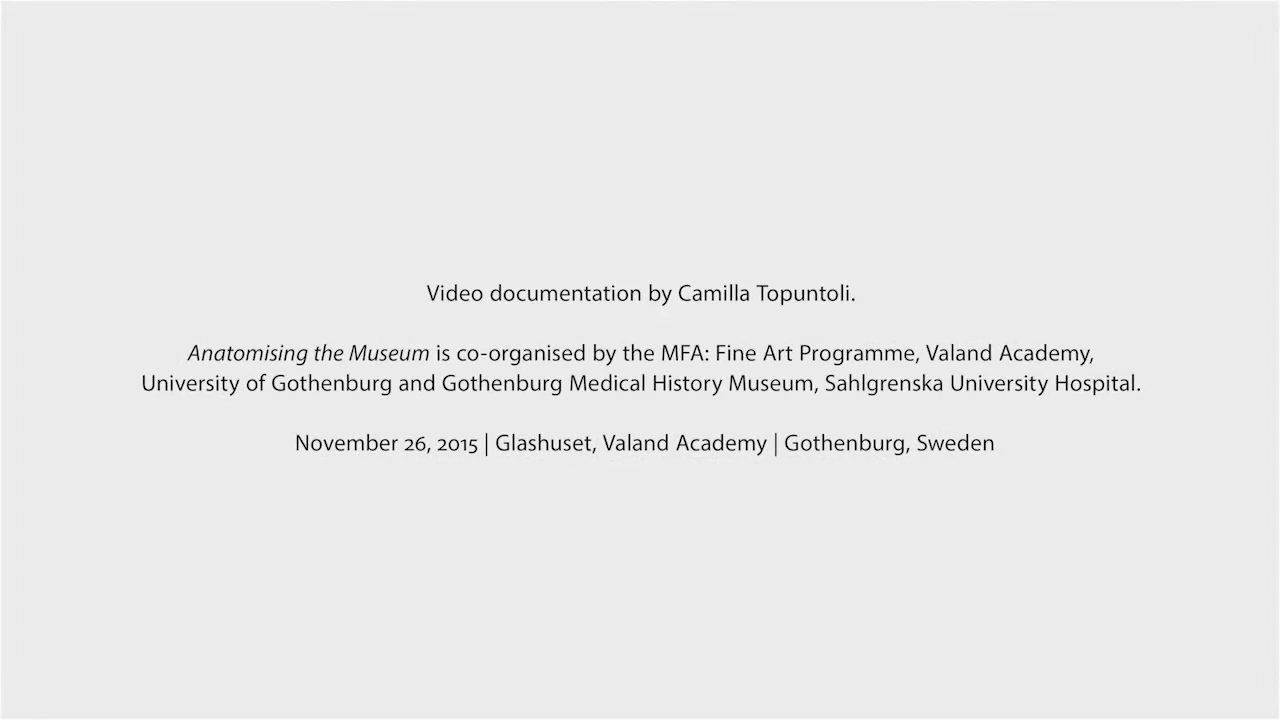 Video documentation by Camilla Topuntoli.
Anatomising the Museum is co-organised by the MFA: Fine Art Programme, Valand Academy,
University of Gothenburg and Gothenburg Medical History Museum, Sahlgrenska University Hospital.
November 26, 2015 | Glashuset, Valand Academy | Gothenburg, Sweden